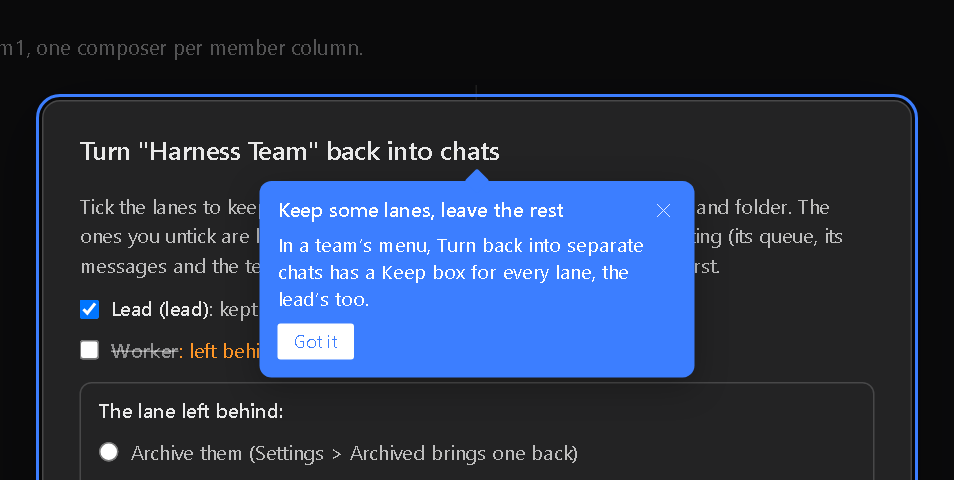 m1, one composer per member column.
Turn "Harness Team" back into chats
Tick the lanes to keep
and folder. The
ones you untick are
ting (its queue, its
messages and the te
rst.
Keep some lanes, leave the rest
In a team's menu, Turn back into separate
chats has a Keep box for every lane, the
lead's too.
Got it
Lead (lead): kept
Worker: left behi
The lane left behind:
Archive them (Settings > Archived brings one back)